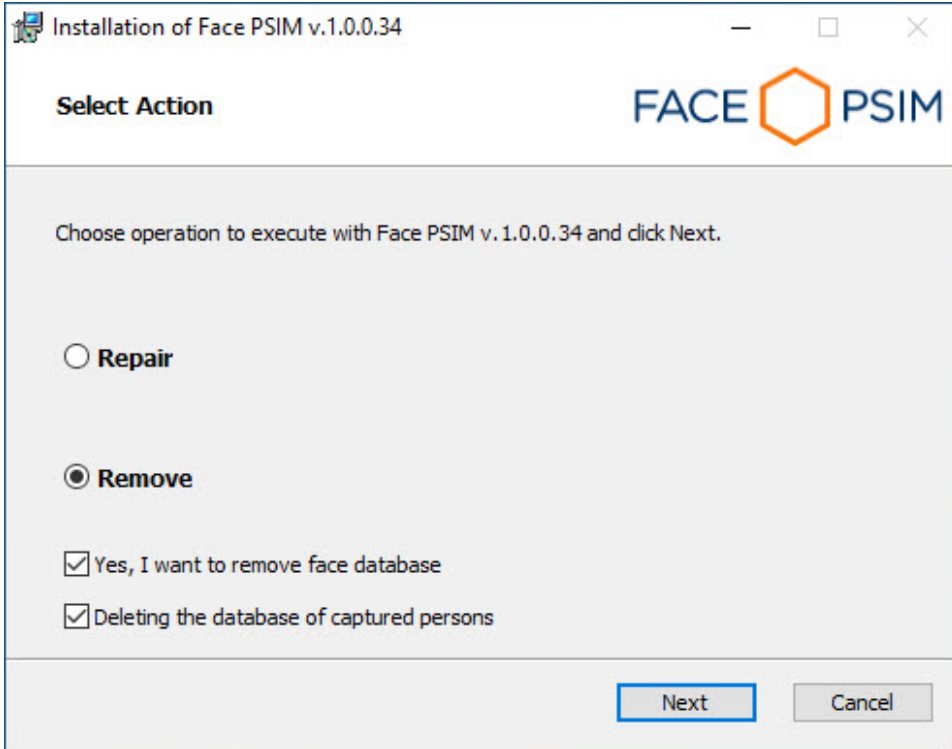 Installation of Face PSIM v.1.0.0.34
Select Action
FACE PSIM
Choose operation to execute with Face PSIM v.1.0.0.34 and click Next.
Repair
Remove
Yes, I want to remove face database
Deleting the database of captured persons
Next Cancel